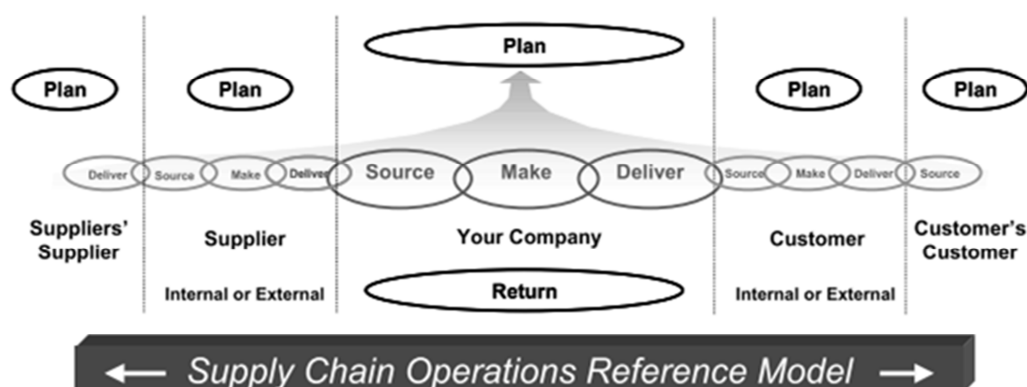 Plan
Plan Plan Plan Plan
Deliver Source Make Deliver Source Make Deliver Source Make Deliver Source
Suppliers' Supplier Your Company Customer Customer's
Supplier Customer
Internal or External Return Internal or External
Supply Chain Operations Reference Model